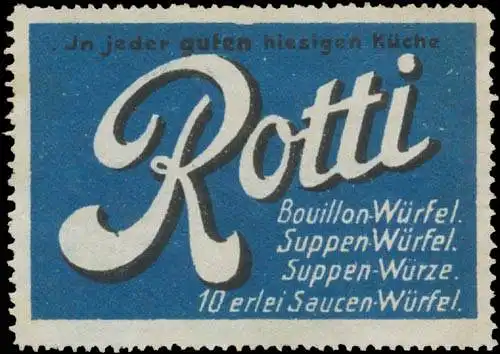 In jeder guten hiesigen Küche
Rotti
Bouillon-Würfel.
Suppen-Würfel.
Suppen-Würze.
10 erlei Saucen-Würfel.